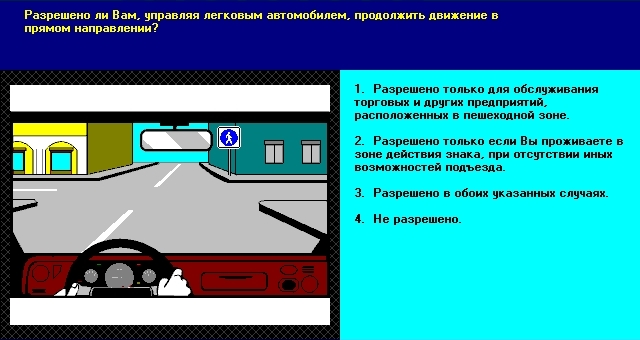 Разрешено ли Вам, управляя легковым автомобилем, продолжить движение в
прямом направлении?
1. Разрешено только для обслуживания
торговых и других предприятий,
расположенных в пешеходной зоне.
2. Разрешено только если Вы проживаете в
зоне действия знака, при отсутствии иных
возможностей подъезда.
3. Разрешено в обоих указанных случаях.
4. Не разрешено.